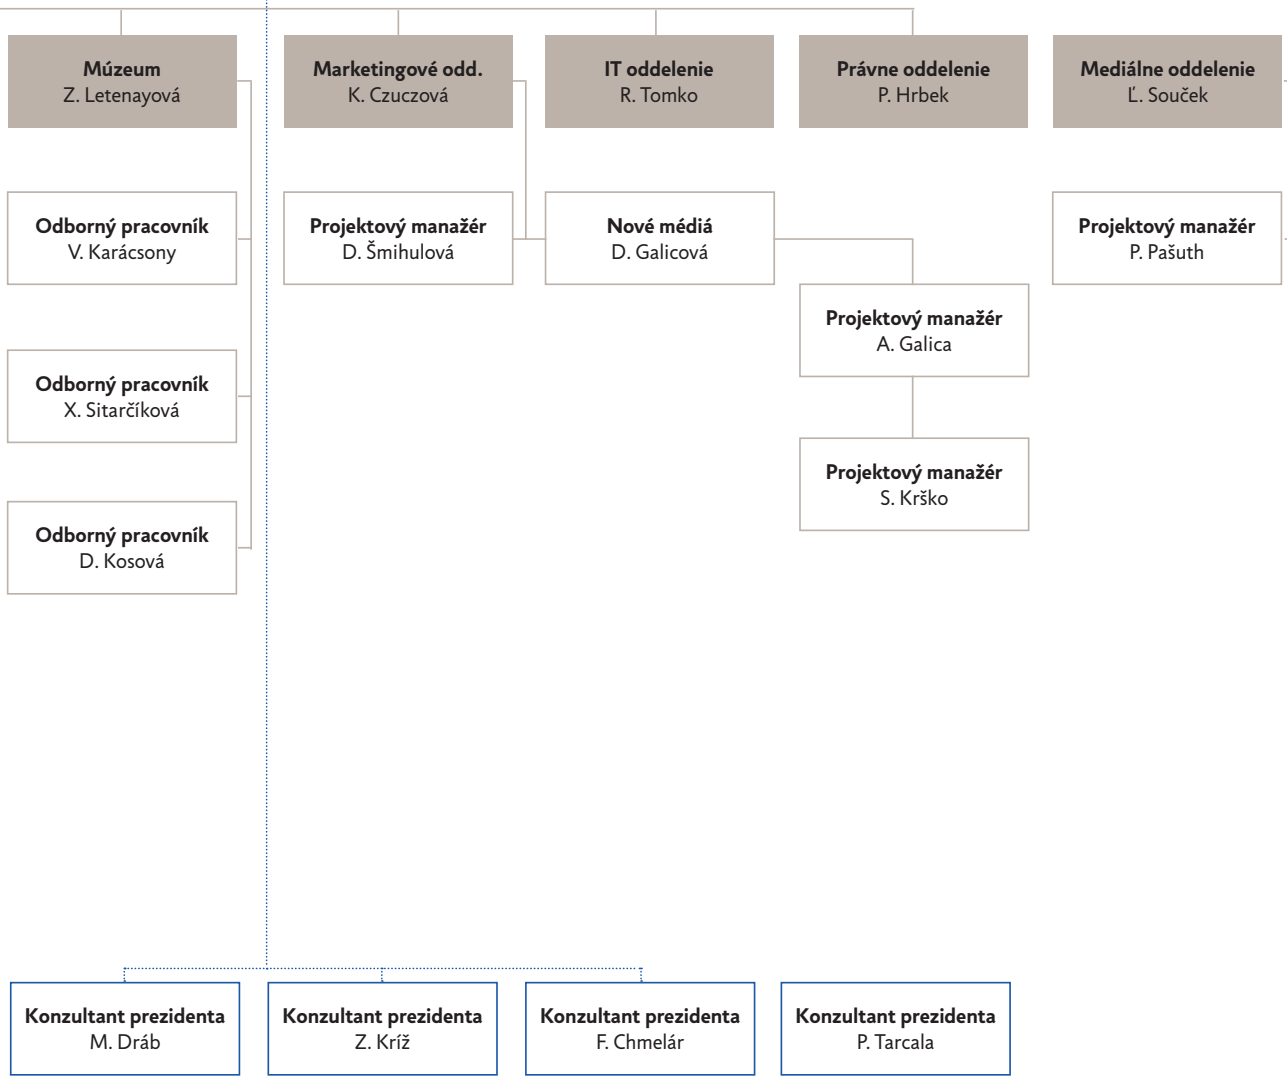 Múzeum
Z. Letenayová
Marketingové odd.
K. Czuczová
IT oddelenie
R. Tomko
Právne oddelenie
P. Hrbek
Mediálne oddelenie
Ľ. Souček
Odborný pracovník
V. Karácsony
Projektový manažér
D. Šmihulová
Nové médiá
D. Galicová
Projektový manažér
P. Pašuth
Projektový manažér
A. Galica
Odborný pracovník
X. Sitarčíková
Projektový manažér
S. Krško
Odborný pracovník
D. Kosová
Konzultant prezidenta
M. Dráb
Konzultant prezidenta
Z. Kríž
Konzultant prezidenta
F. Chmelár
Konzultant prezidenta
P. Tarcala